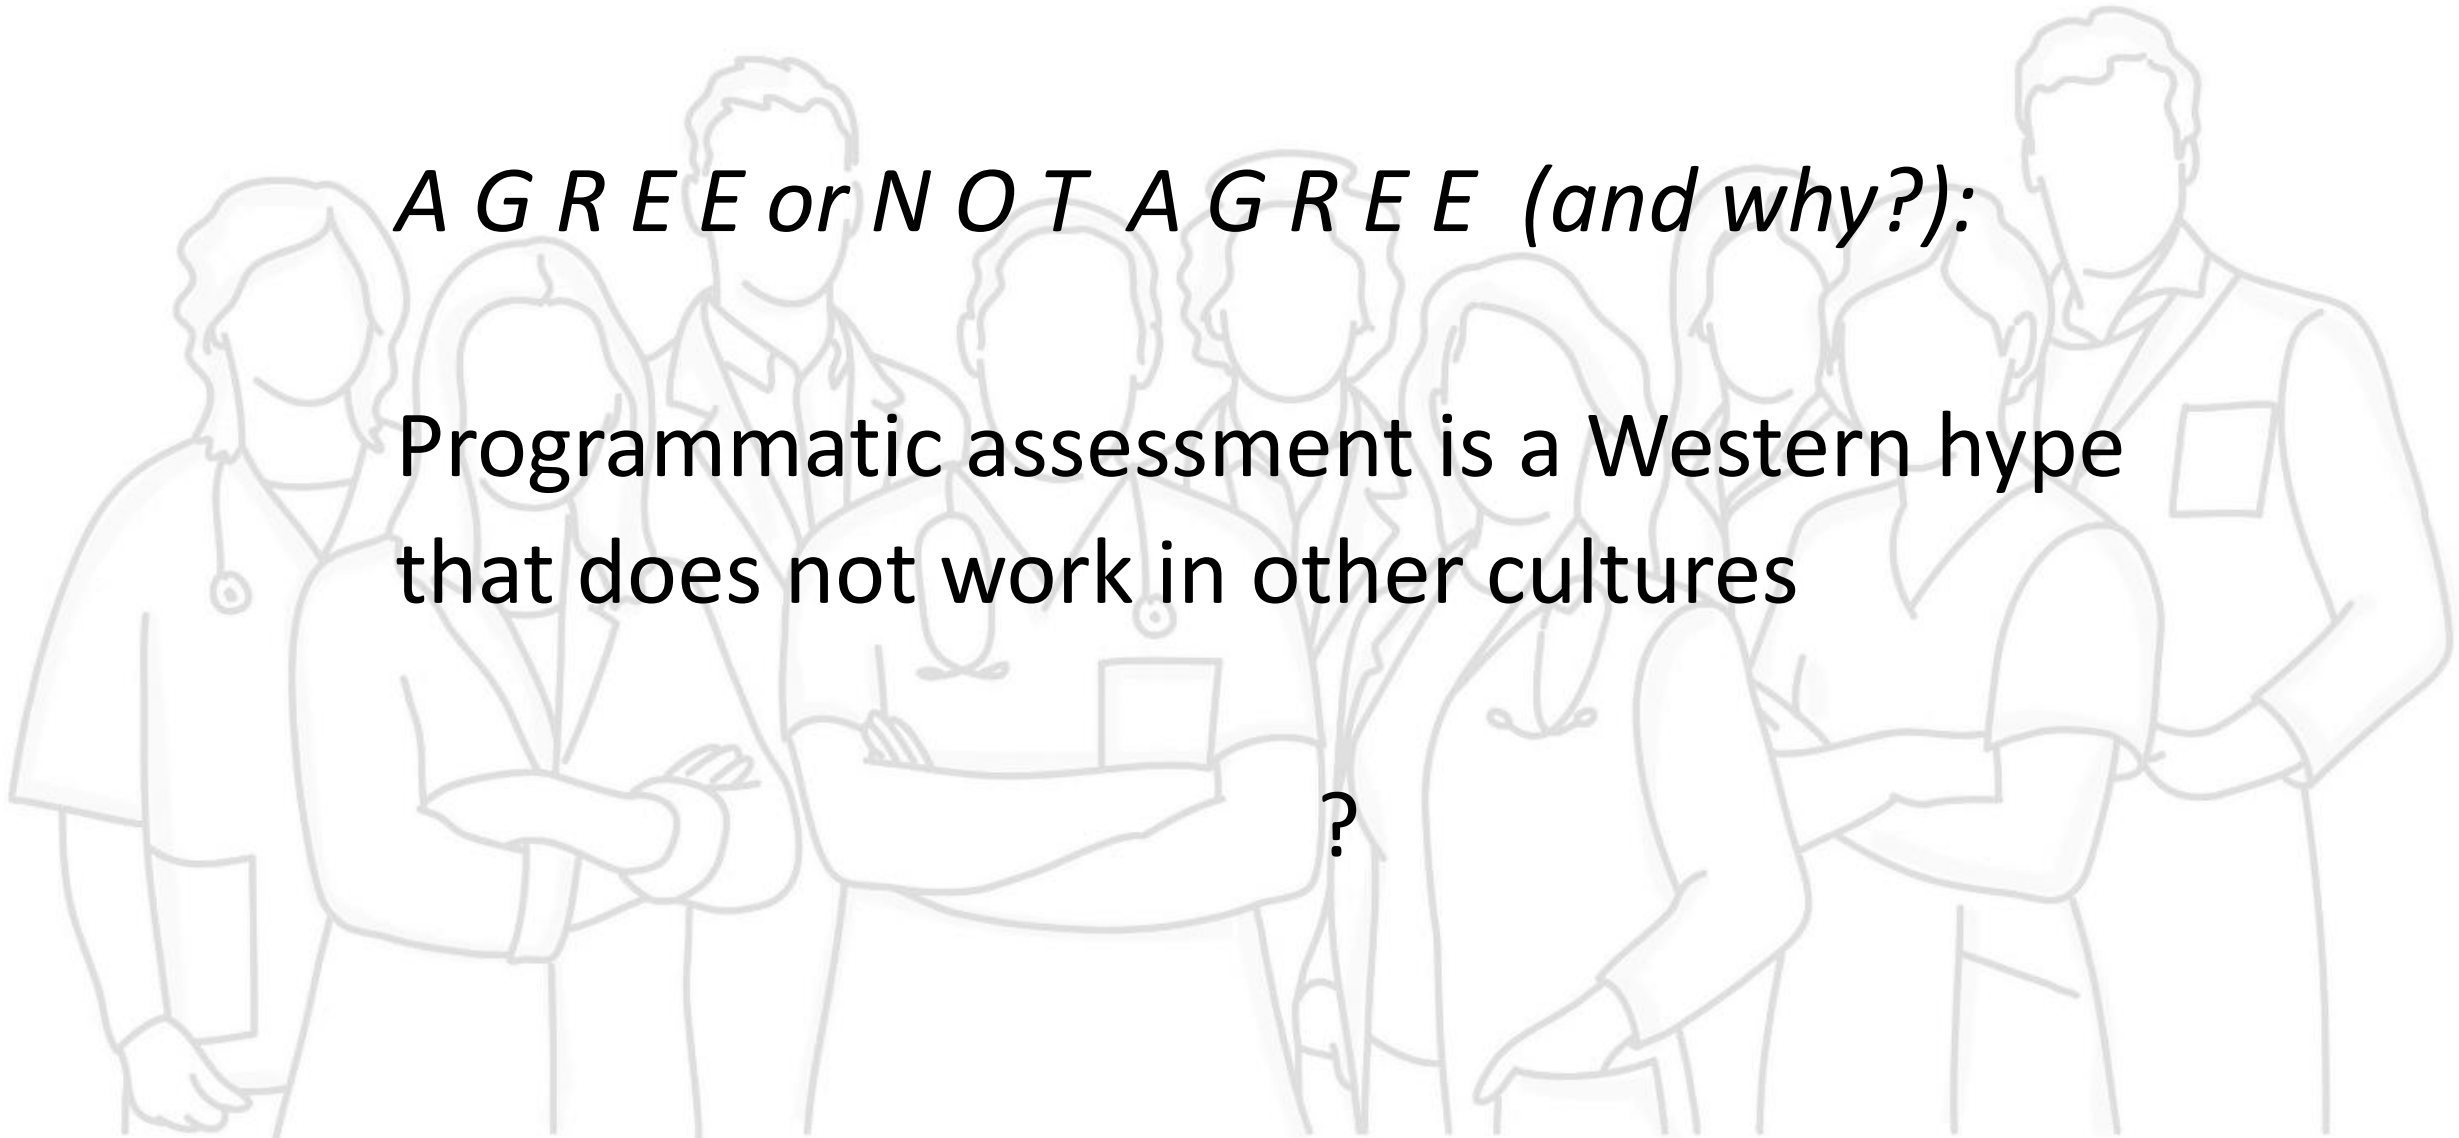 A G R E E or N O T A G R E E (and why?):
Programmatic assessment is a Western hype
that does not work in other cultures
?